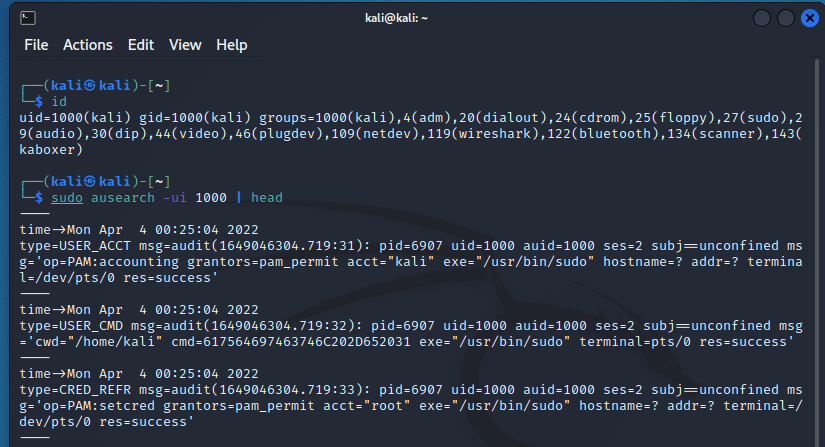 kali@kali: ~
File Actions Edit View Help
┌──(kali㉿kali)-[~]
└─$ id
uid=1000(kali) gid=1000(kali) groups=1000(kali),4(adm),20(dialout),24(cdrom),25(floppy),27(sudo),2
9(audio),30(dip),44(video),46(plugdev),109(netdev),119(wireshark),122(bluetooth),134(scanner),143(
kaboxer)
┌──(kali㉿kali)-[~]
└─$ sudo ausearch -ui 1000 | head
----
time->Mon Apr  4 00:25:04 2022
type=USER_ACCT msg=audit(1649046304.719:31): pid=6907 uid=1000 auid=1000 ses=2 subj==unconfined ms
g='op=PAM:accounting grantors=pam_permit acct="kali" exe="/usr/bin/sudo" hostname=? addr=? termina
l=/dev/pts/0 res=success'
----
time->Mon Apr  4 00:25:04 2022
type=USER_CMD msg=audit(1649046304.719:32): pid=6907 uid=1000 auid=1000 ses=2 subj==unconfined msg
='cwd="/home/kali" cmd=617564697463746C202D652031 exe="/usr/bin/sudo" terminal=pts/0 res=success'
----
time->Mon Apr  4 00:25:04 2022
type=CRED_REFR msg=audit(1649046304.719:33): pid=6907 uid=1000 auid=1000 ses=2 subj==unconfined ms
g='op=PAM:setcred grantors=pam_permit acct="root" exe="/usr/bin/sudo" hostname=? addr=? terminal=/
dev/pts/0 res=success'
----